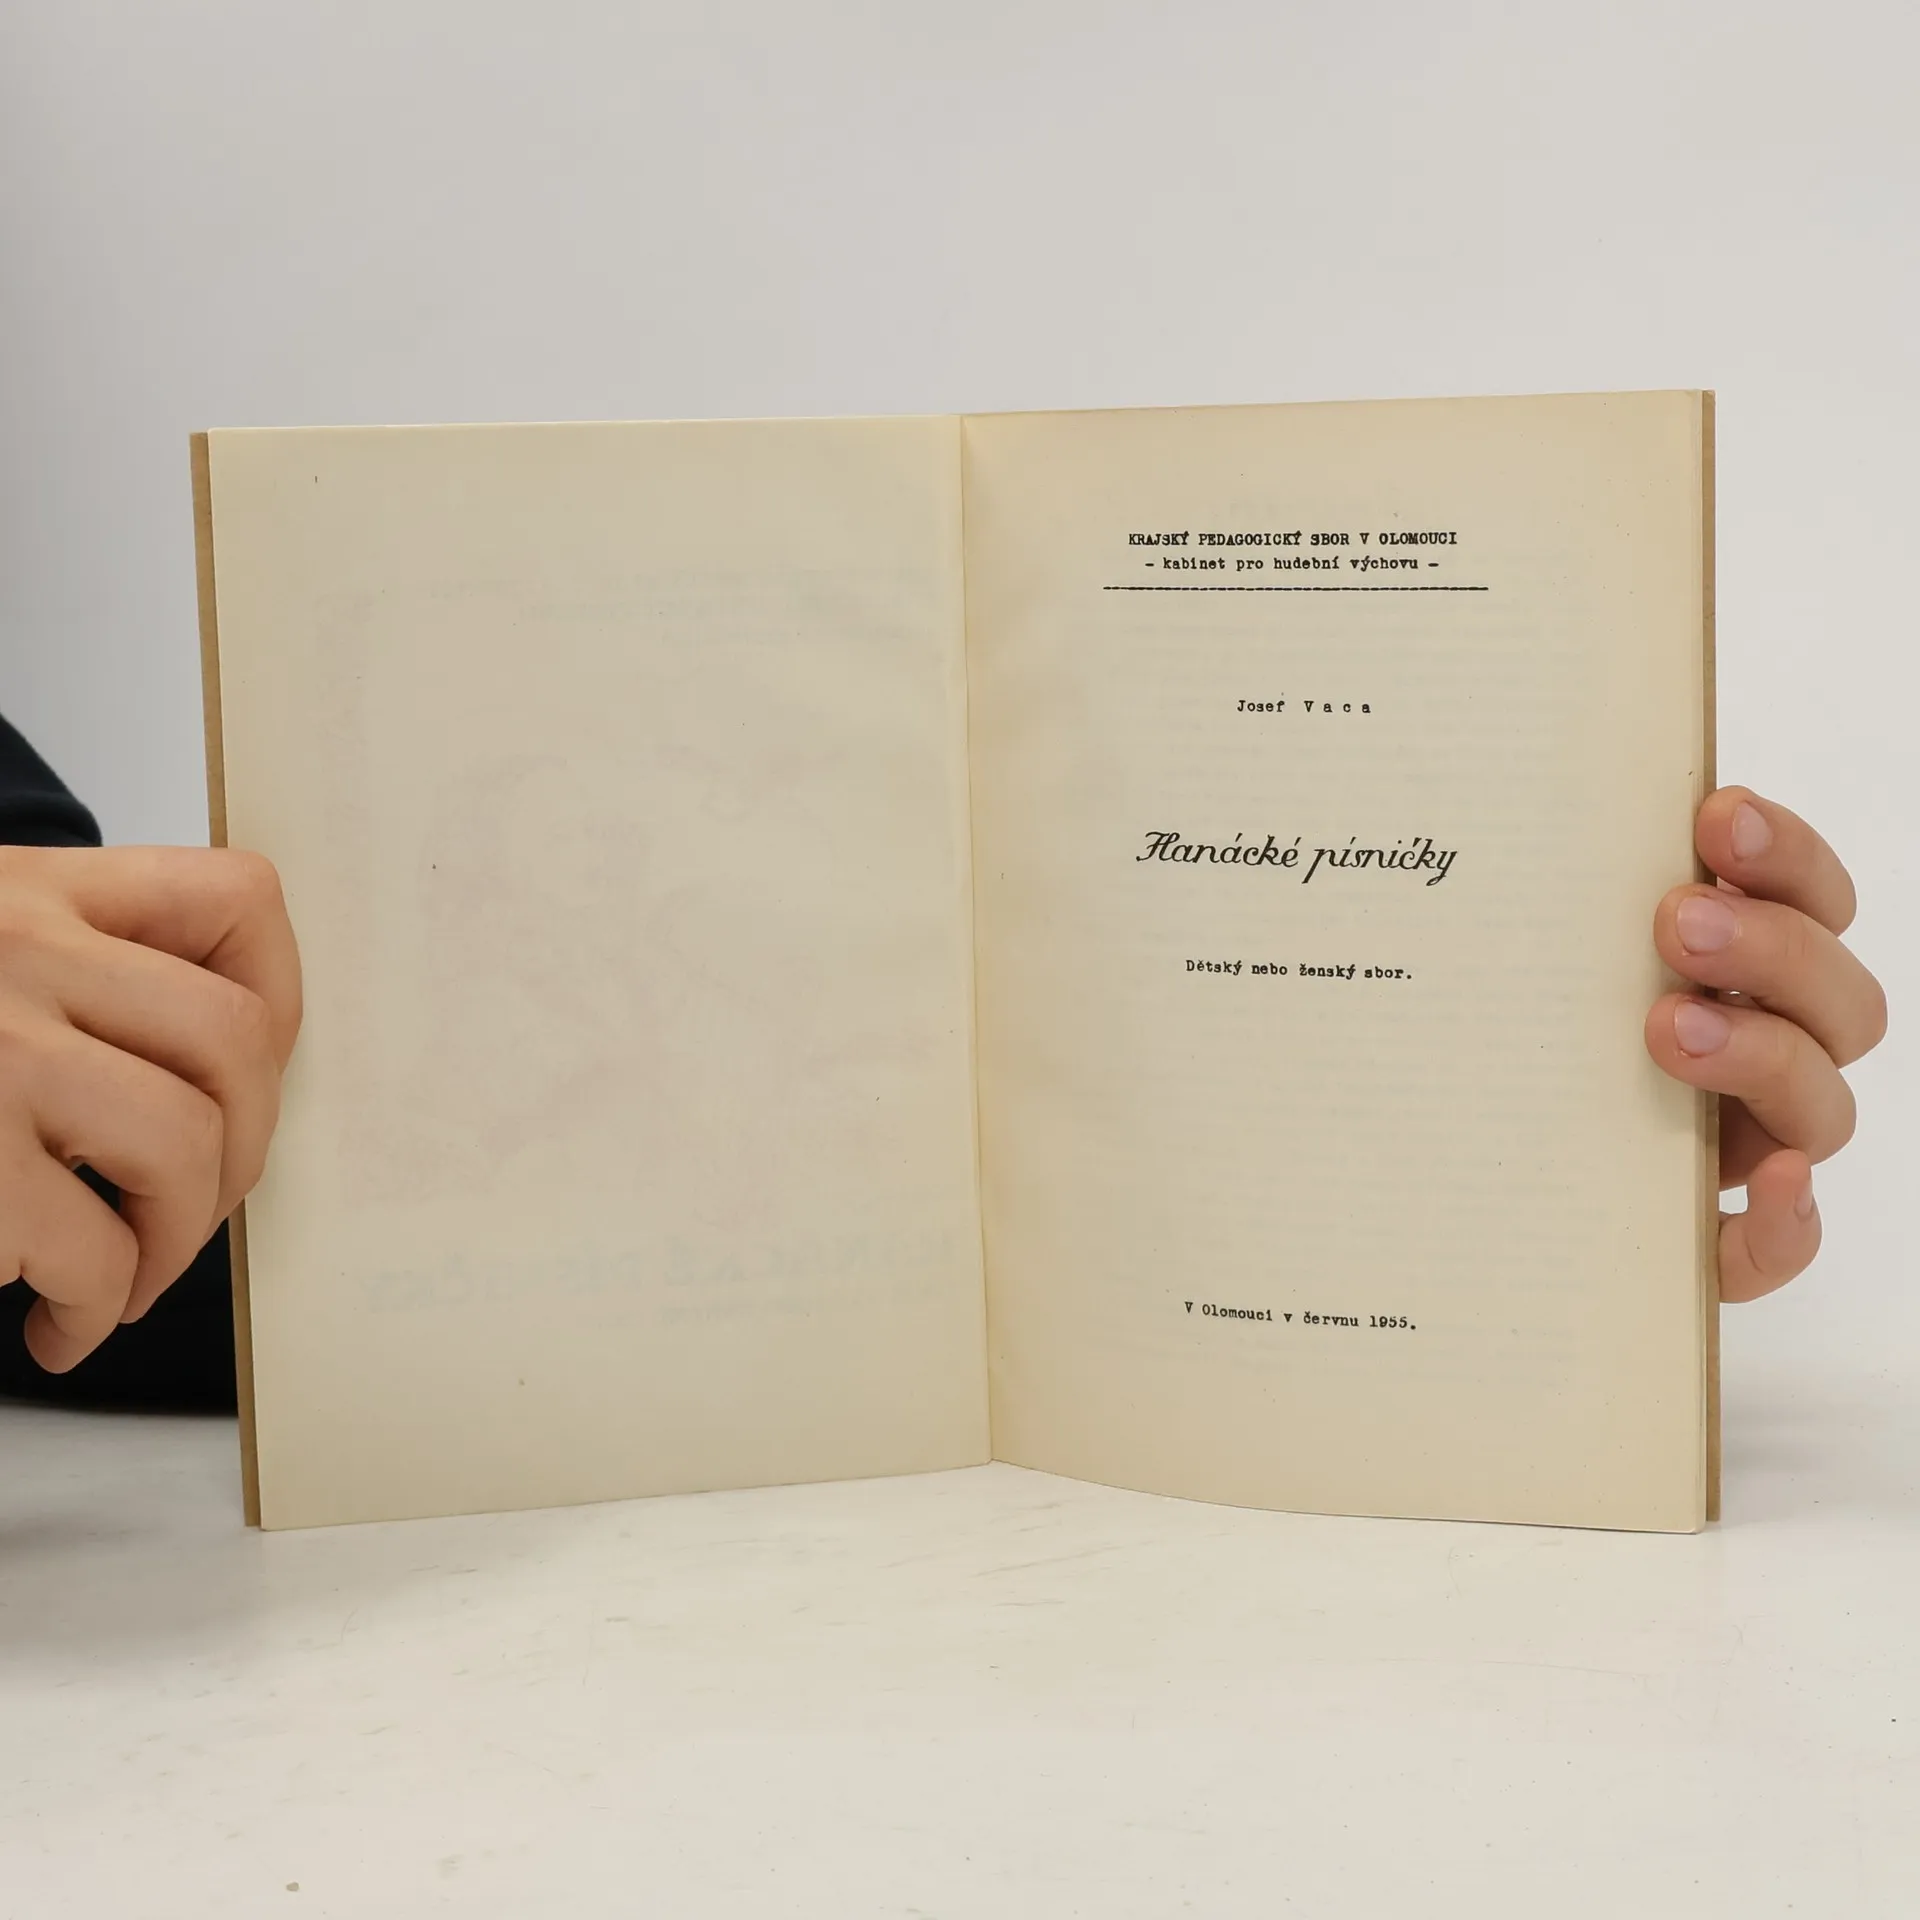 KRAJSKÝ PEDAGOGICKÝ SBOR V OLOMOUCI
- kabinet pro hudební výchovu -
Josef V a c a
Hanácké písničky
Dětský nebo ženský sbor.
V Olomouci v červnu 1955.